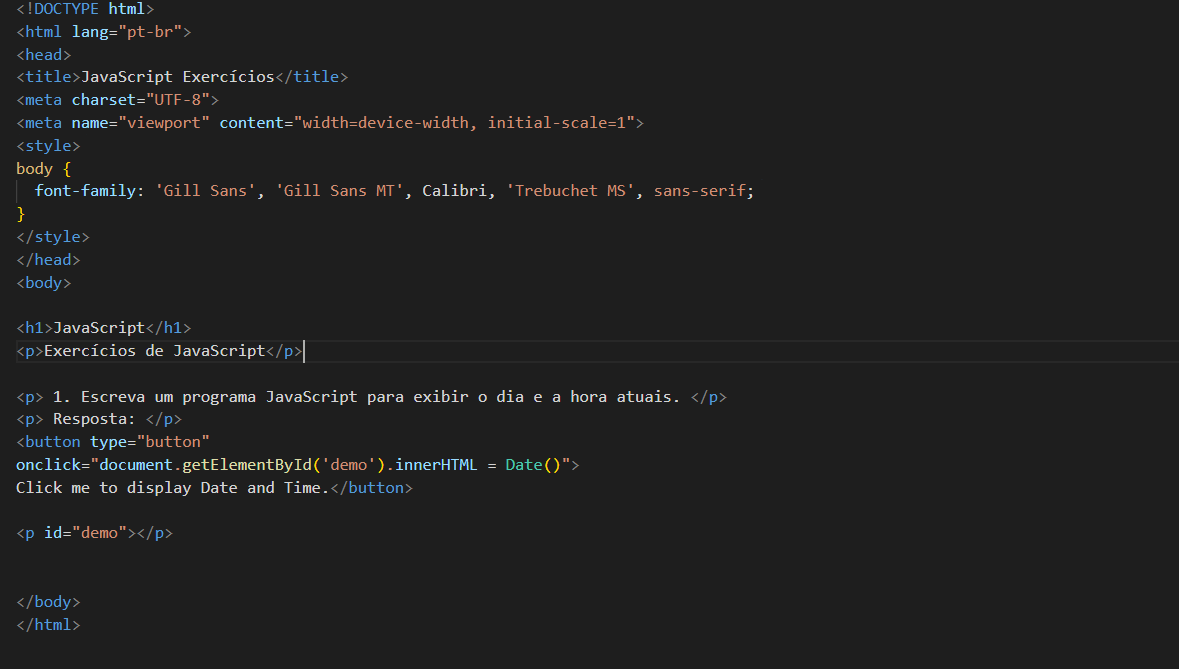 <!DOCTYPE html>
<html lang="pt-br">
<head>
<title>JavaScript Exercícios</title>
<meta charset="UTF-8">
<meta name="viewport" content="width=device-width, initial-scale=1">
<style>
body {
  font-family: 'Gill Sans', 'Gill Sans MT', Calibri, 'Trebuchet MS', sans-serif;
}
</style>
</head>
<body>
<h1>JavaScript</h1>
<p>Exercícios de JavaScript</p>
<p> 1. Escreva um programa JavaScript para exibir o dia e a hora atuais. </p>
<p> Resposta: </p>
<button type="button"
onclick="document.getElementById('demo').innerHTML = Date()">
Click me to display Date and Time.</button>
<p id="demo"></p>
</body>
</html>